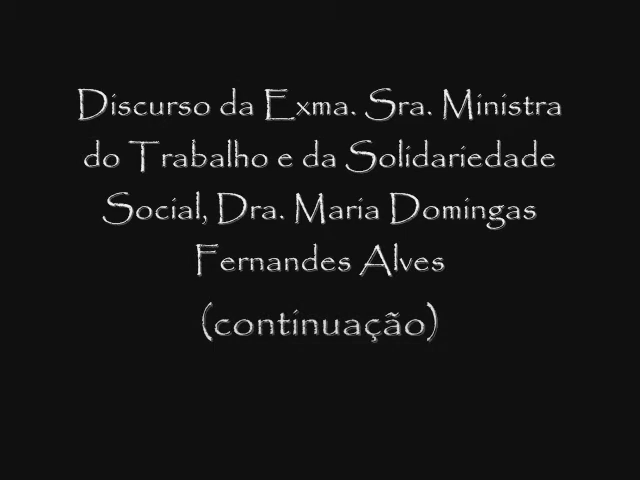 Discurso da Exma. Sra. Ministra
do Trabalho e da Solidariedade
Social, Dra. Maria Domingas
Fernandes Alves
(continuação)